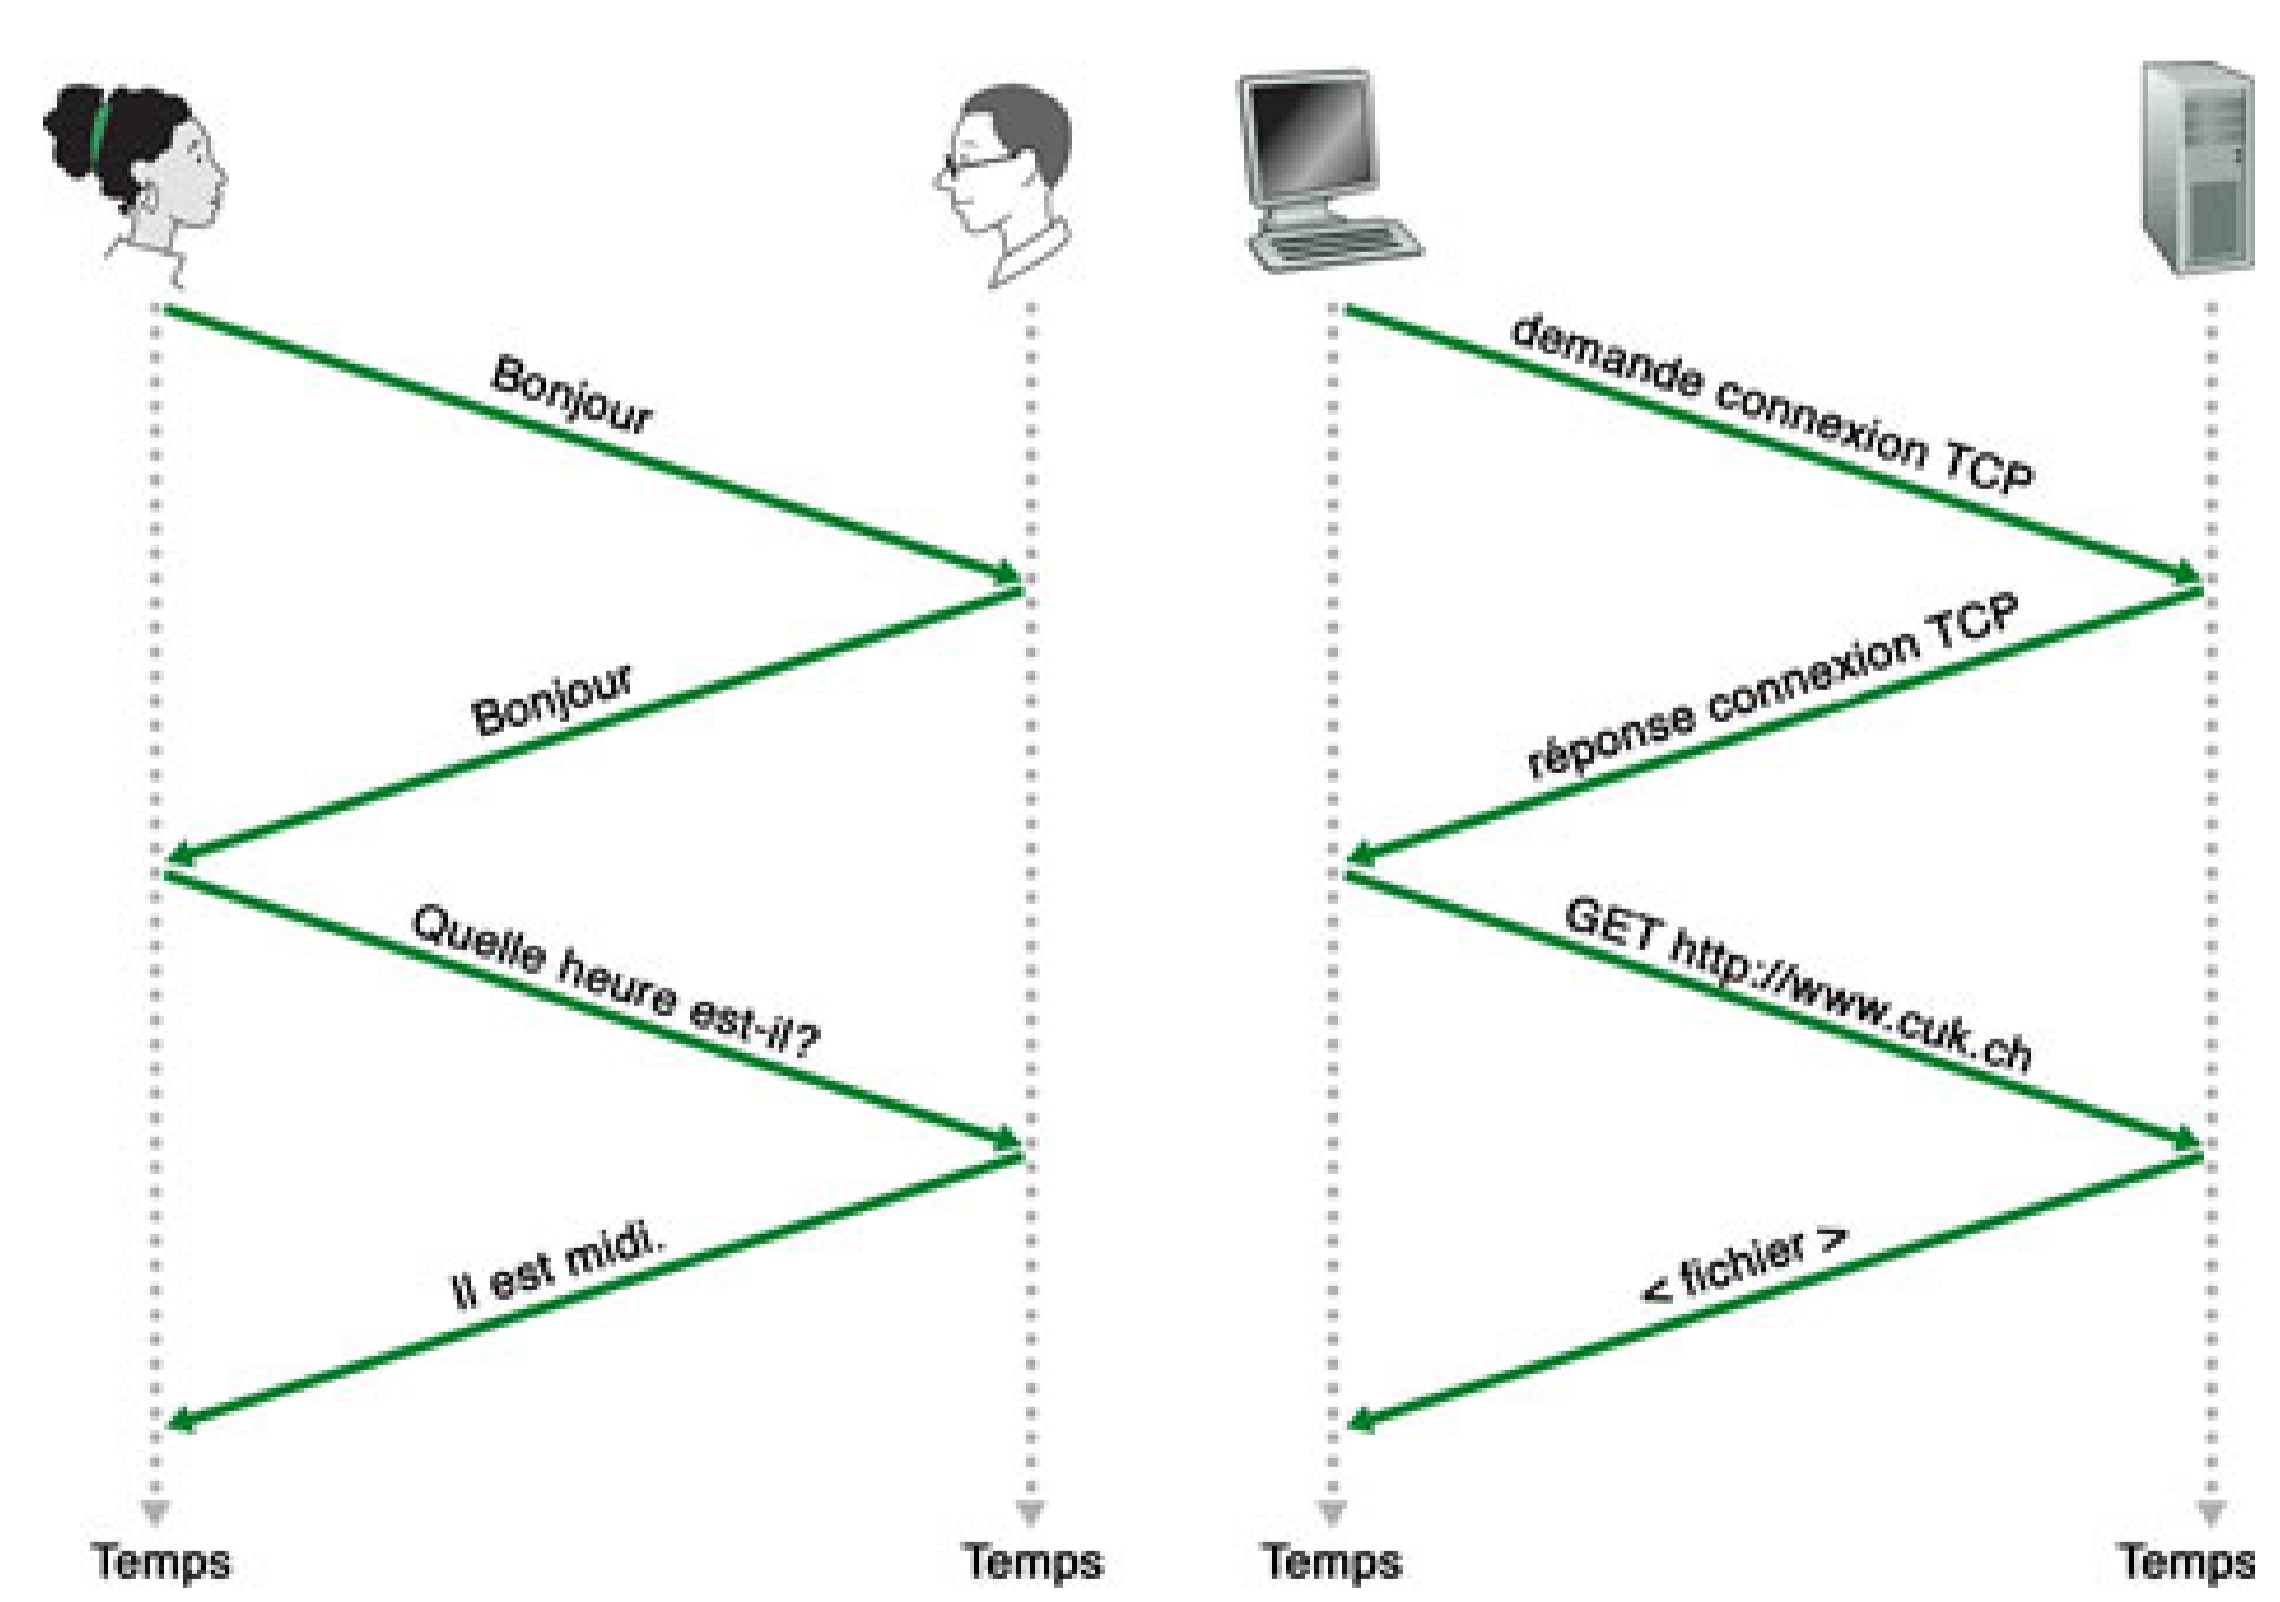 Bonjour
Bonjour
Quelle heure est-il?
Il est midi.
Temps
Temps
demande connexion TCP
réponse connexion TCP
GET http://www.cuk.ch
< fichier >
Temps
Temps